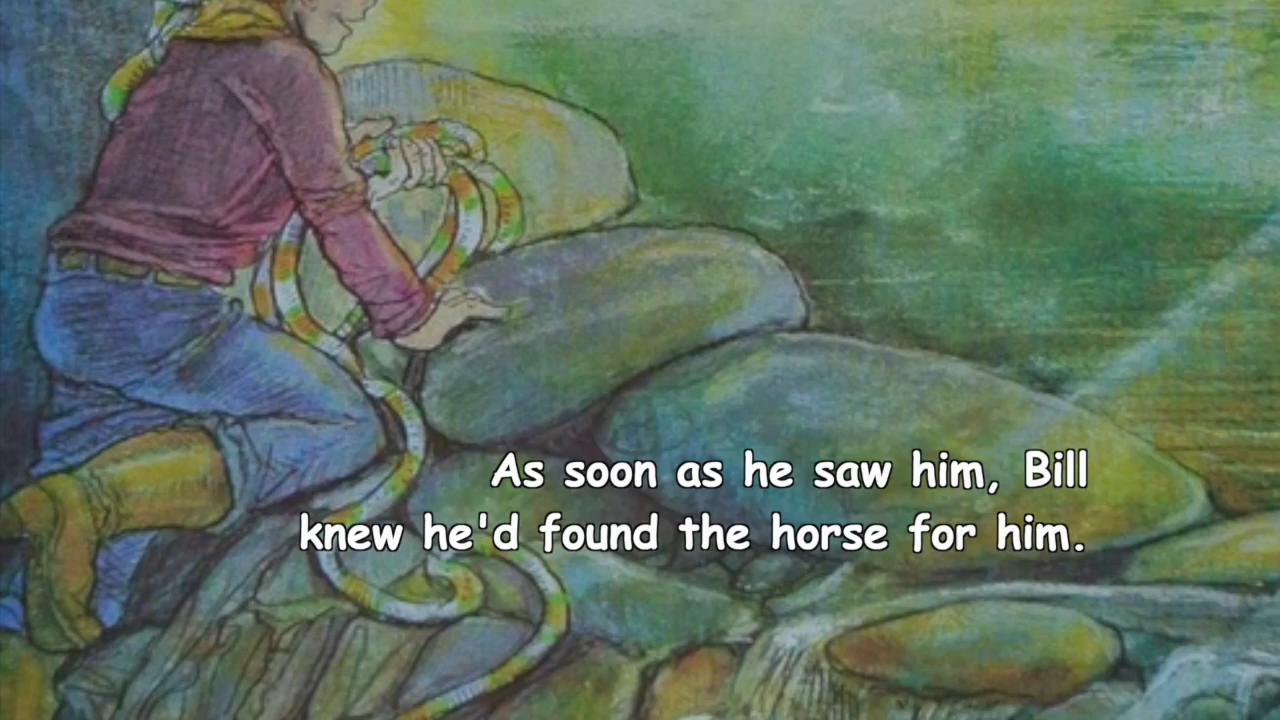 As soon as he saw him, Bill
knew he'd found the horse for him.